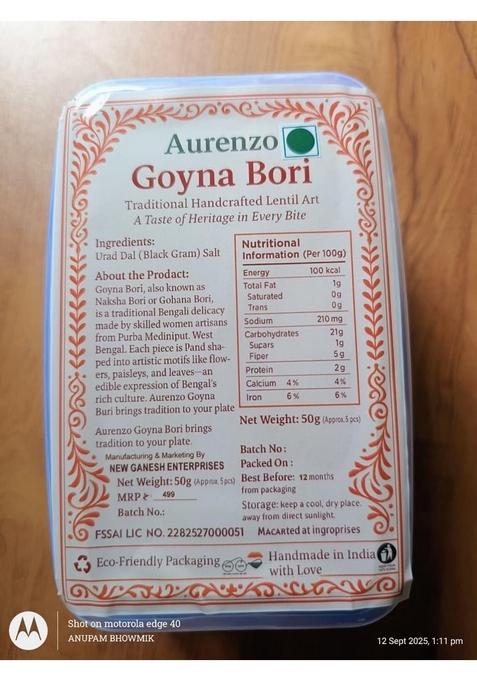 Aurenzo
Goyna Bori
Traditional Handcrafted Lentil Art
A Taste of Heritage in Every Bite
Ingredients:
Urad Dal (Black Gram) Salt
About the Prodact:
Goyna Bori, also known as
Naksha Bori or Gohana Bori,
is a traditional Bengali delicacy
made by skilled women artisans
from Purba Mediniput. West
Bengal. Each piece is Pand sha-
ped into artistic motifs like flow-
ers, paisleys, and leaves—an
edible expression of Bengal's
rich culture. Aurenzo Goyna
Buri brings tradition to your plate
Aurenzo Goyna Bori brings
tradition to your plate.
Manufacturing & Marketing By
NEW GANESH ENTERPRISES
Net Weight: 50g (Approx. 5 pcs)
MRP 499
Batch No.:
Nutritional
Information (Per 100g)
Energy 100 kcal
Total Fat 1g
Saturated 0g
Trans 0g
Sodium 210 mg
Carbohydrates 21g
Supars 1g
Fiper 5g
Protein 2g
Calcium 4% 4%
Iron 6% 6%
Net Weight: 50g (Approx. 5 pcs)
Batch No :
Packed On :
Best Before: 12 months
from packaging
Storage: keep a cool, dry place.
away from direct sunlight.
FSSAI LIC NO. 2282527000051 MACARTED at ingroprises
Eco-Friendly Packaging
Handmade in India
with Love
Shot on motorola edge 40
ANUPAM BHOWMIK
12 Sept 2025, 1:11 pm